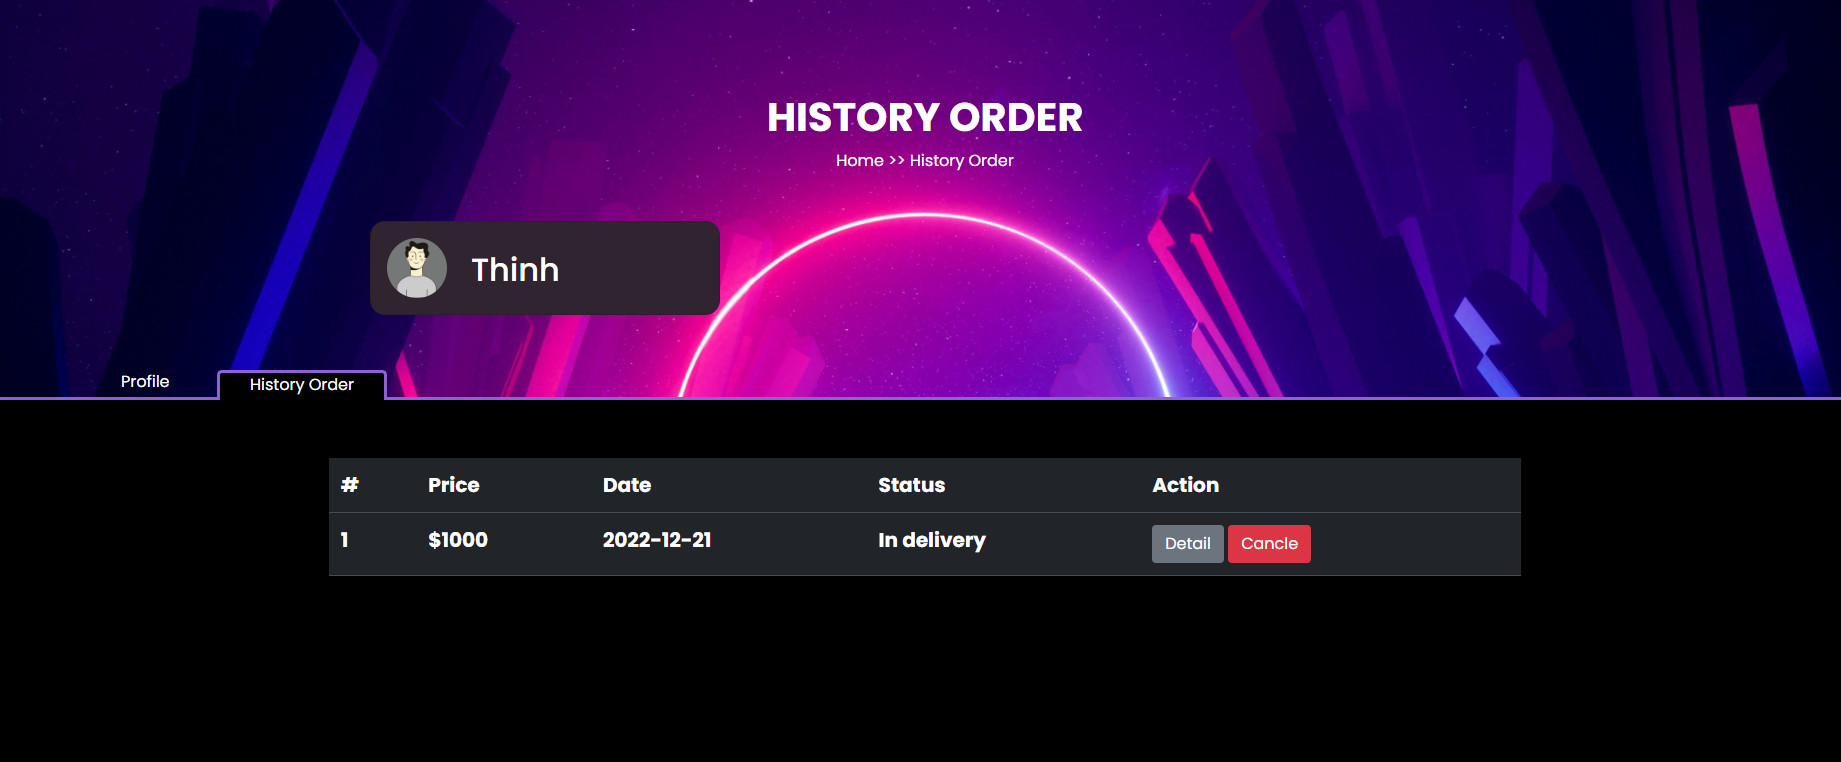 HISTORY ORDER
Home >> History Order
Thinh
Profile
History Order
# Price Date Status Action
1 $1000 2022-12-21 In delivery Detail Cancle